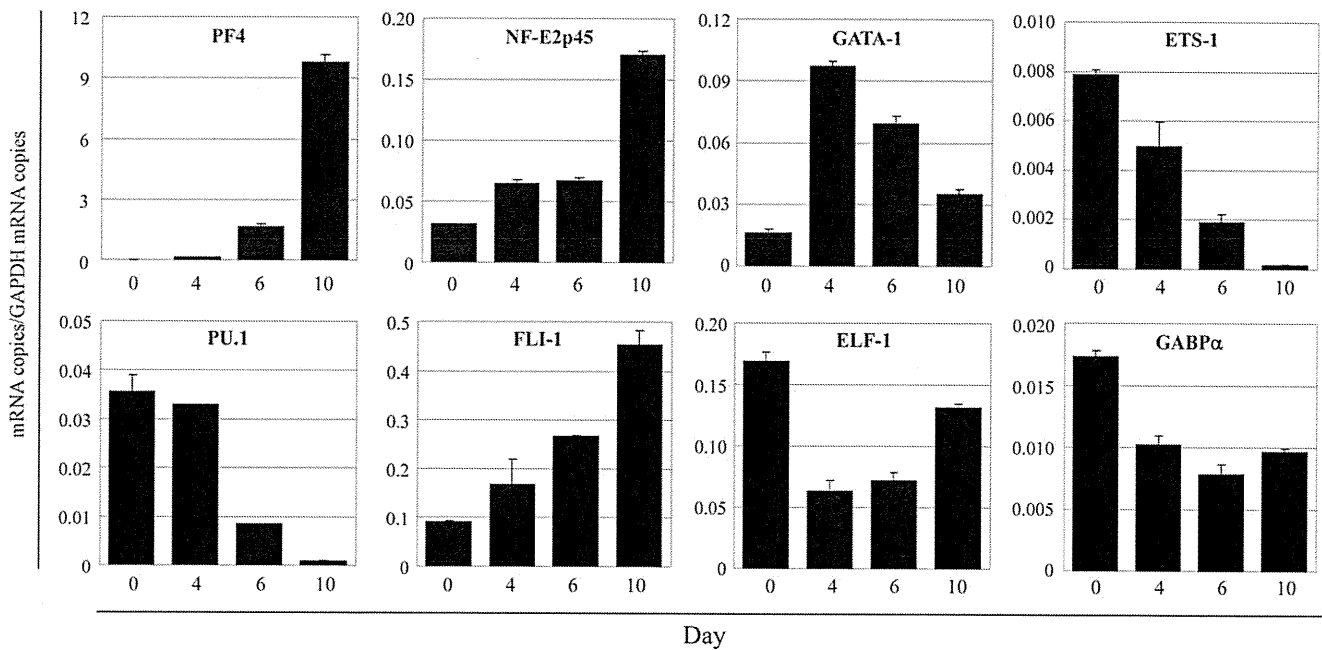 mRNA copies/GAPDH mRNA copies
PF4
12
9
6
3
0
0 4 6 10
NF-E2p45
0.20
0.15
0.10
0.05
0
0 4 6 10
GATA-1
0.12
0.09
0.06
0.03
0
0 4 6 10
ETS-1
0.010
0.008
0.006
0.004
0.002
0
0 4 6 10
PU.1
0.05
0.04
0.03
0.02
0.01
0
0 4 6 10
FLI-1
0.5
0.4
0.3
0.2
0.1
0
0 4 6 10
ELF-1
0.20
0.15
0.10
0.05
0
0 4 6 10
GABPα
0.020
0.015
0.010
0.005
0
0 4 6 10
Day